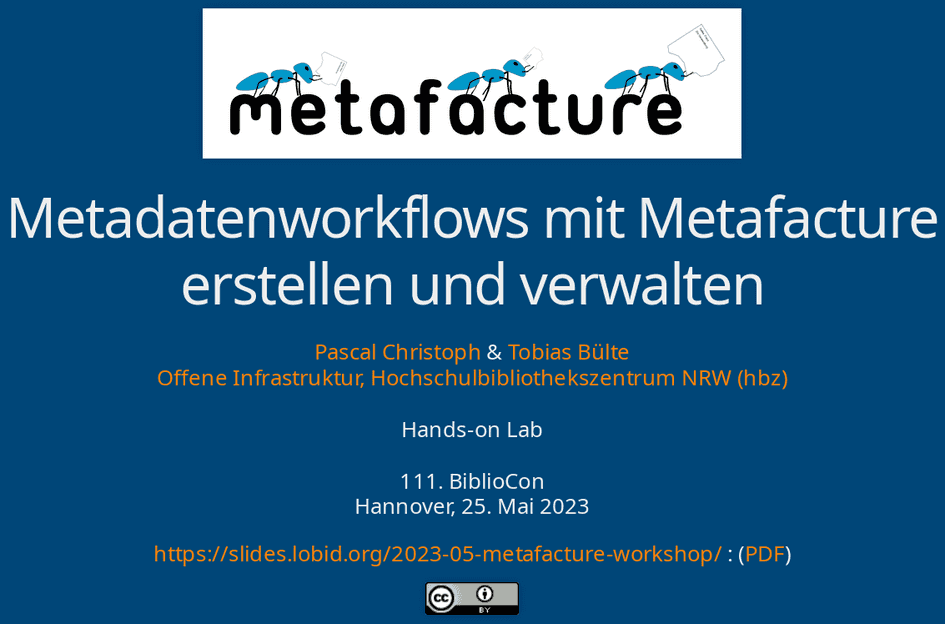 metafacture
Metadatenworkflows mit Metafacture
erstellen und verwalten
Pascal Christoph & Tobias Bülte
Offene Infrastruktur, Hochschulbibliothekszentrum NRW (hbz)
Hands-on Lab
111. BiblioCon
Hannover, 25. Mai 2023
https://slides.lobid.org/2023-05-metafacture-workshop/ : (PDF)
cc
BY